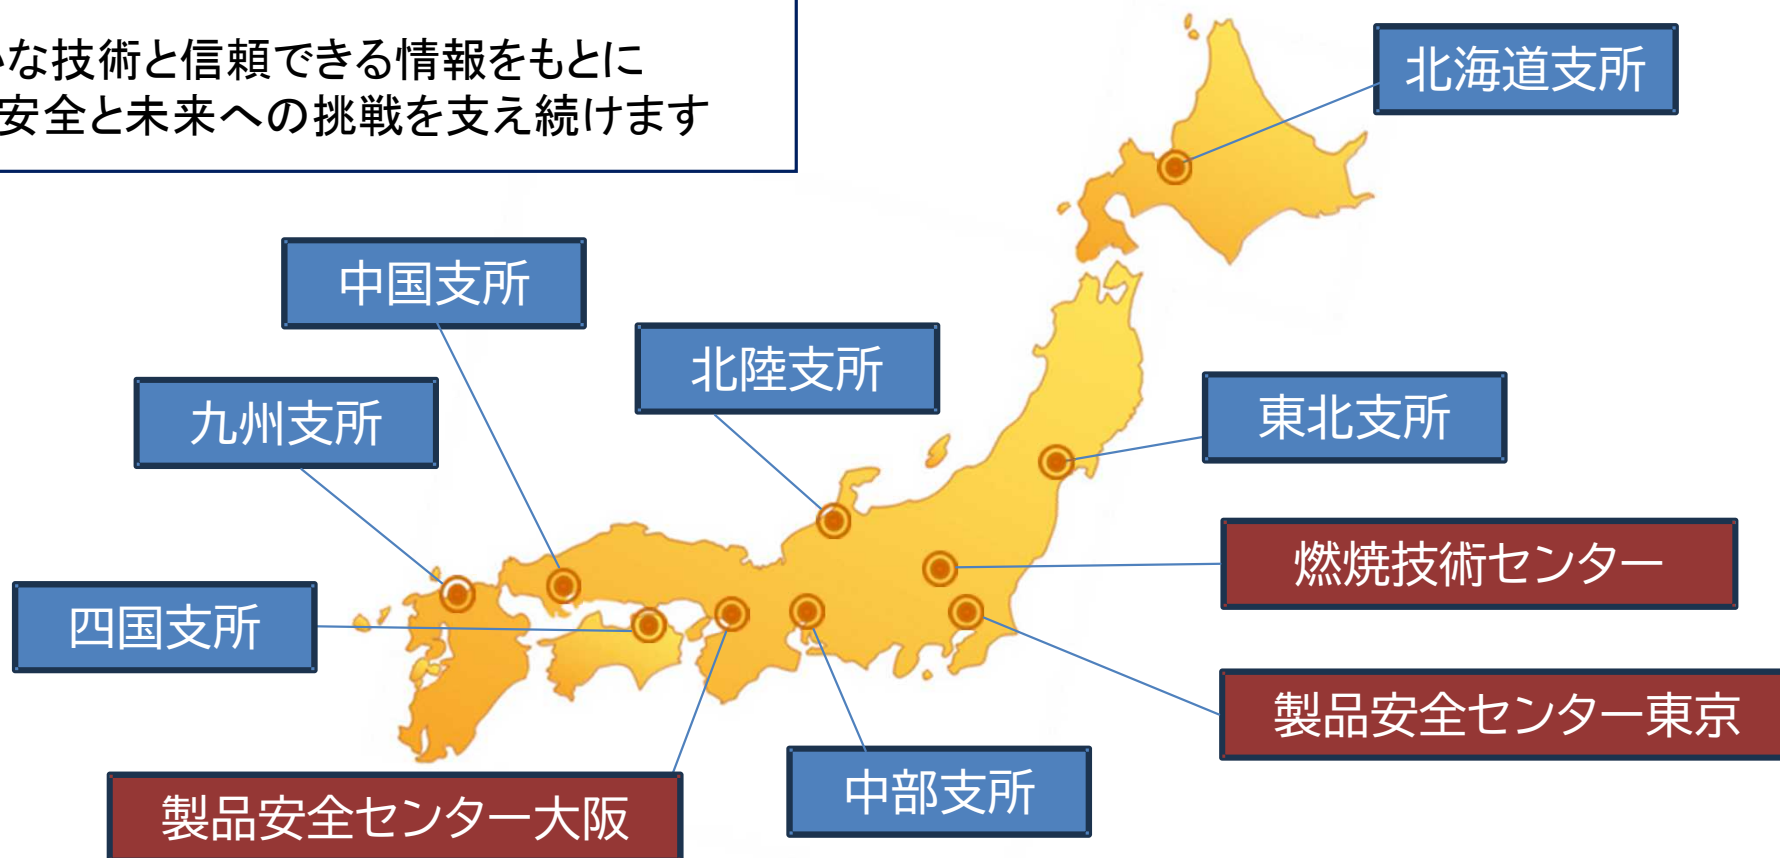 な技術と信頼できる情報をもとに
安全と未来への挑戦を支え続けます
北海道支所
中国支所
北陸支所
九州支所
東北支所
燃焼技術センター
四国支所
製品安全センター東京
中部支所
製品安全センター大阪